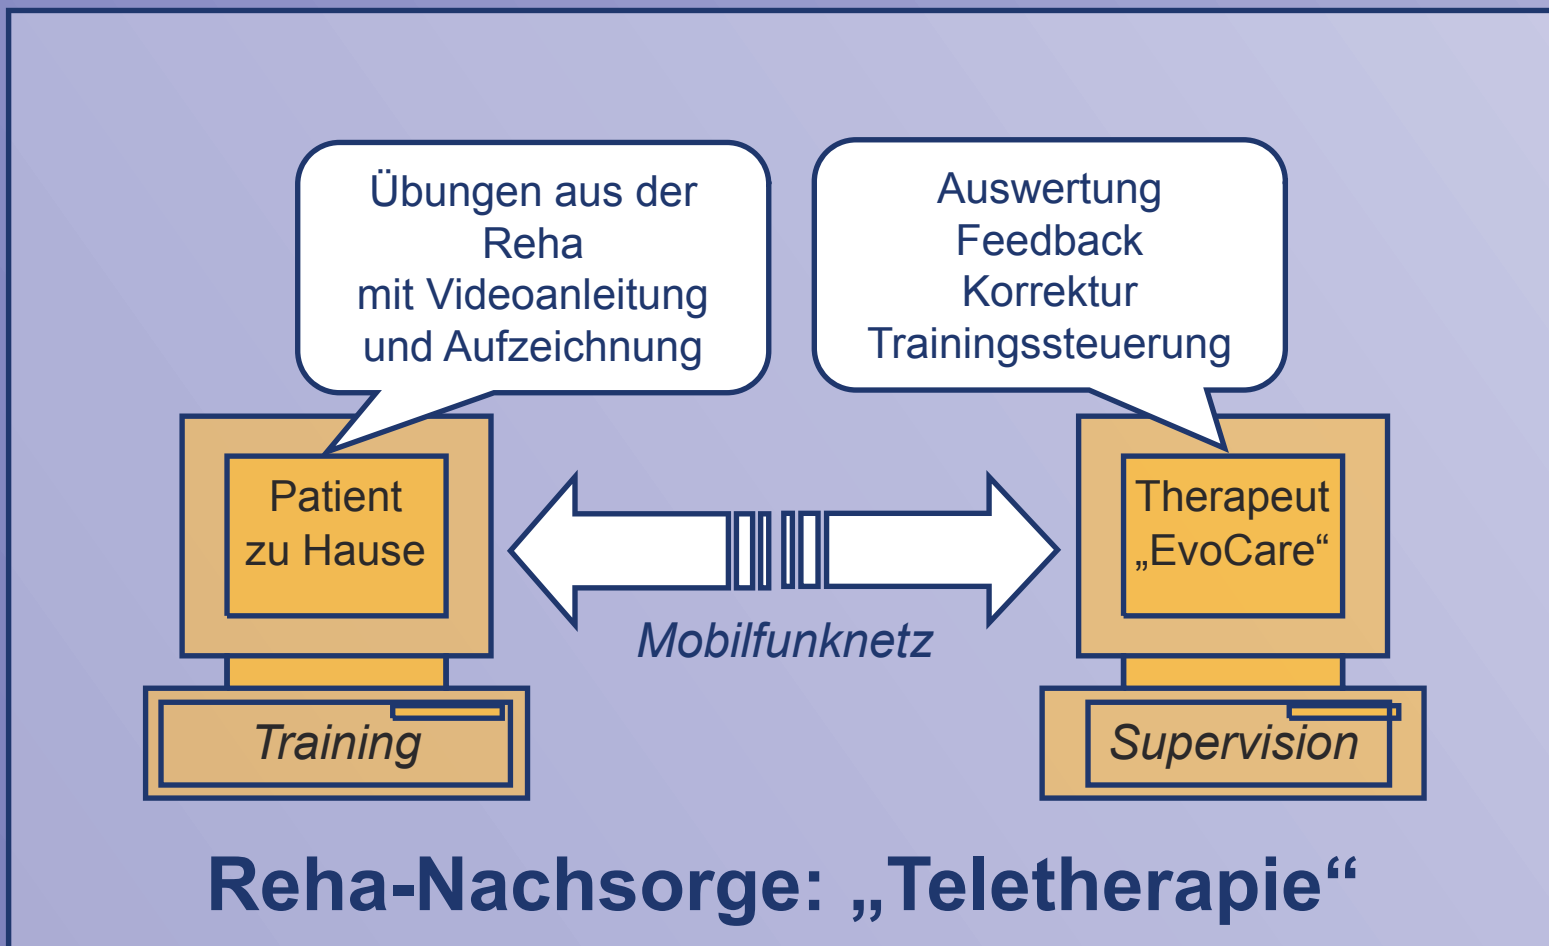 Übungen aus der
Reha
mit Videoanleitung
und Aufzeichnung
Auswertung
Feedback
Korrektur
Trainingssteuerung
Patient
zu Hause
Therapeut
„EvoCare“
Mobilfunknetz
Training
Supervision
Reha-Nachsorge: „Teletherapie“